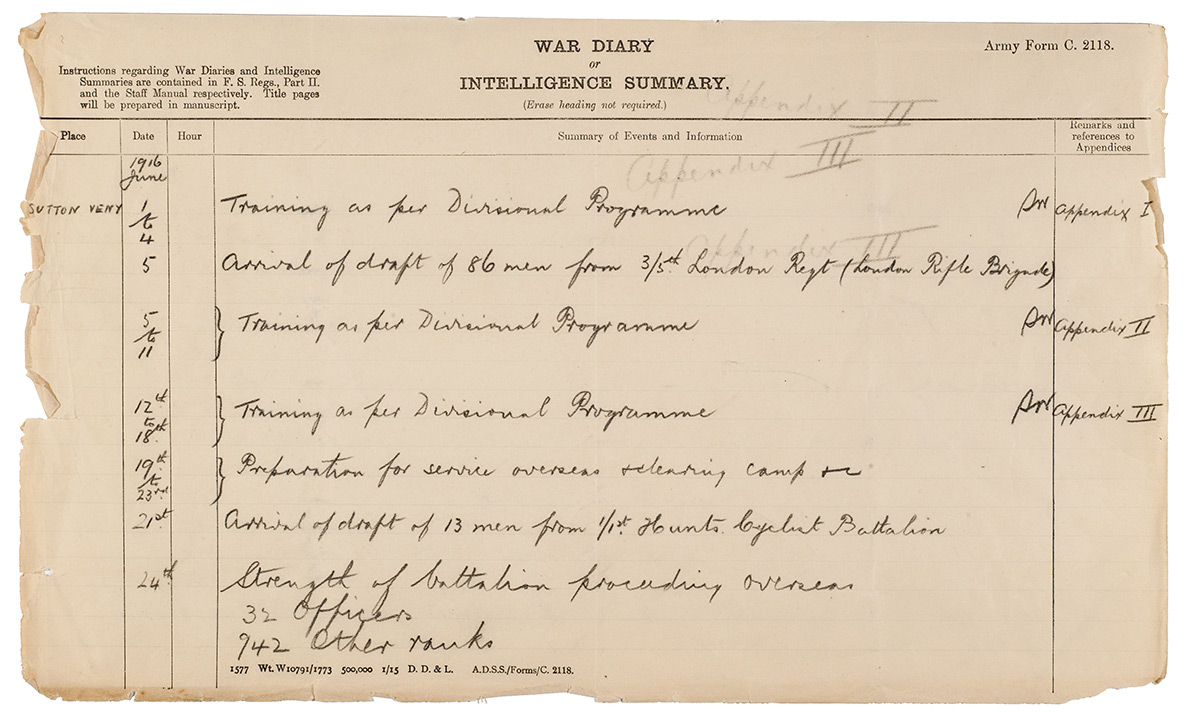 WAR DIARY
or
INTELLIGENCE SUMMARY.
(Erase heading not required.)
Army Form C. 2118.
Instructions regarding War Diaries and Intelligence
Summaries are contained in F. S. Regs., Part II.
and the Staff Manual respectively. Title pages
will be prepared in manuscript.
Appendix II
Place Date Hour Summary of Events and Information Remarks and references to Appendices
1916
June
Appendix III
SUTTON VENY 1 to 4 Training as per Divisional Programme Appendix I
Appendix III
5 Arrival of draft of 86 men from 3/5th London Regt (London Rifle Brigade)
5 to 11 } Training as per Divisional Programme Appendix II
12th to 18th } Training as per Divisional Programme Appendix III
19th to 23rd } Preparation for service overseas & clearing camp &c
21st Arrival of draft of 13 men from 1/1st Hunts. Cyclist Battalion
24th Strength of battalion proceeding overseas
32 Officers
942 Other ranks
1577 Wt. W10791/1773 500,000 1/15 D. D. & L. A.D.S.S./Forms/C. 2118.